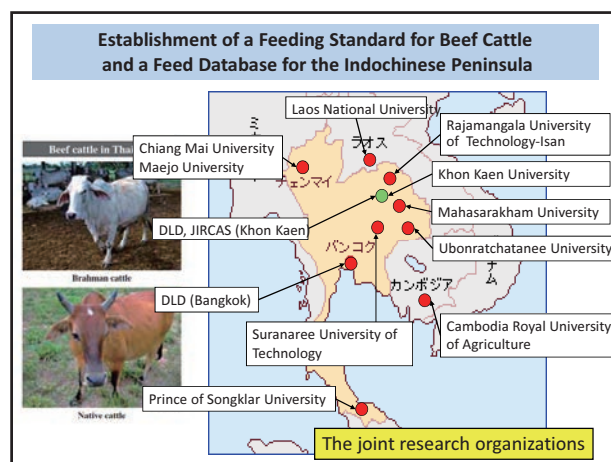 Establishment of a Feeding Standard for Beef Cattle
and a Feed Database for the Indochinese Peninsula
Laos National University
ラオス
Rajamangala University
of Technology-Isan
Beef cattle in Thai
Chiang Mai University
Maejo University
チェンマイ
Khon Kaen University
Mahasarakham University
DLD, JIRCAS (Khon Kaen
Ubonratchatanee University
バンコク
Brahman cattle
DLD (Bangkok)
カンボジア
ナム
Suranaree University of
Technology
Cambodia Royal University
of Agriculture
Native cattle
Prince of Songklar University
The joint research organizations